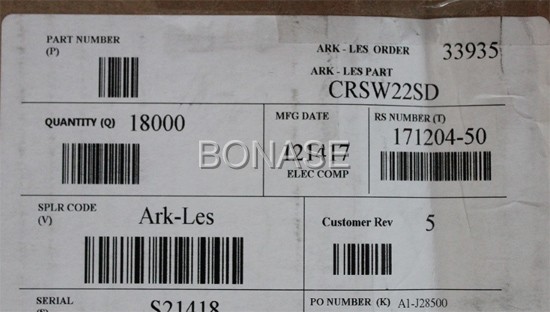 PART NUMBER
(P)
ARK - LES ORDER 33935
ARK - LES PART
CRSW22SD
QUANTITY (Q) 18000
MFG DATE
121417
ELEC COMP
RS NUMBER (T)
171204-50
BONASE
SPLR CODE
(V)
Ark-Les
Customer Rev 5
SERIAL
S21418
PO NUMBER (K) A1-J28500